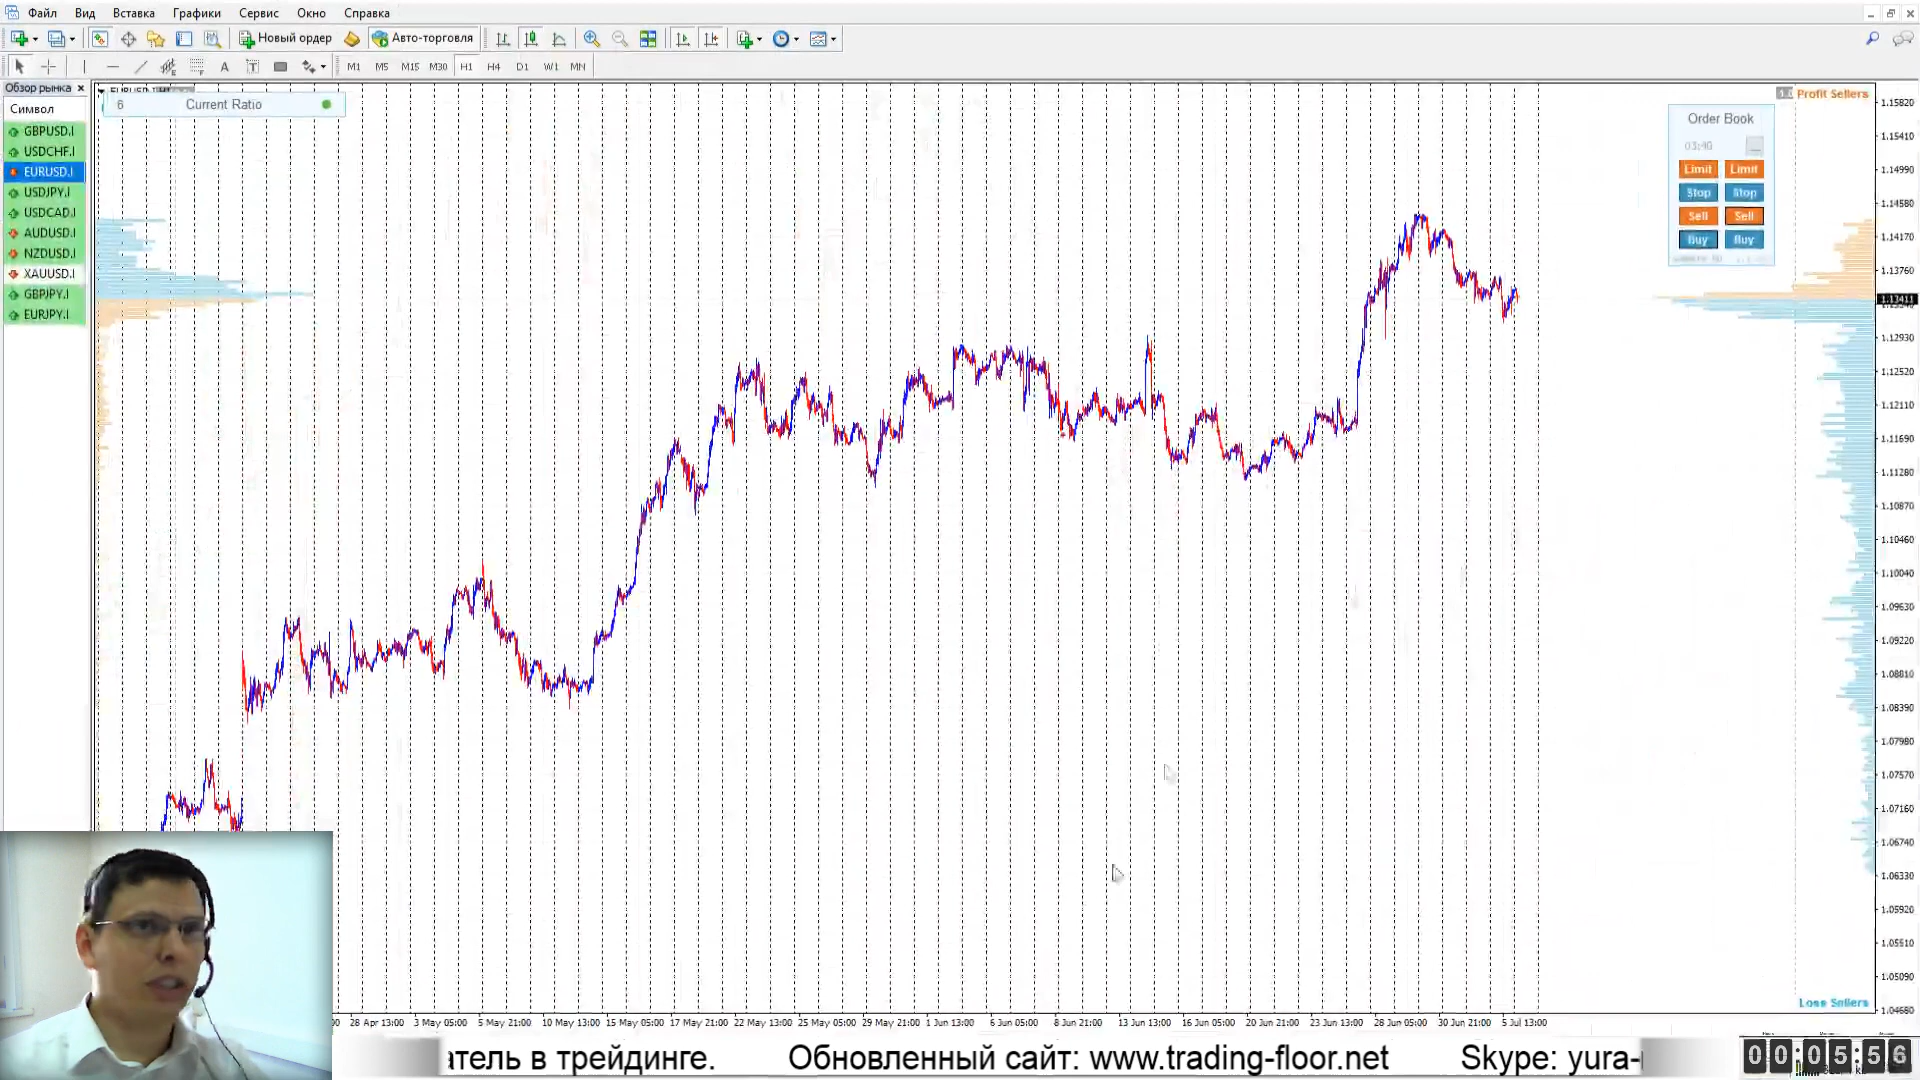 Файл Вид Вставка Графики Сервис Окно Справка
Новый ордер Авто-торговля
A T M1 M5 M15 M30 H1 H4 D1 W1 MN
Обзор рынка
Символ
GBPUSD.I
USDCHF.I
EURUSD.I
USDJPY.I
USDCAD.I
AUDUSD.I
NZDUSD.I
XAUUSD.I
GBPJPY.I
EURJPY.I
6 Current Ratio
Profit Sellers
Order Book
03:40
Limit Limit
Stop Stop
Sell Sell
Buy Buy
1.15820
1.15410
1.14990
1.14580
1.14170
1.13760
1.13411
1.12930
1.12520
1.12110
1.11690
1.11280
1.10870
1.10460
1.10040
1.09630
1.09220
1.08810
1.08390
1.07980
1.07570
1.07160
1.06740
1.06330
1.05920
1.05510
1.05090
1.04680
Loss Sellers
28 Apr 13:00 3 May 05:00 5 May 21:00 10 May 13:00 15 May 05:00 17 May 21:00 22 May 13:00 25 May 05:00 29 May 21:00 1 Jun 13:00 6 Jun 05:00 8 Jun 21:00 13 Jun 13:00 16 Jun 05:00 20 Jun 21:00 23 Jun 13:00 28 Jun 05:00 30 Jun 21:00 5 Jul 13:00
атель в трейдинге. Обновленный сайт: www.trading-floor.net Skype: yura-
00:05:56